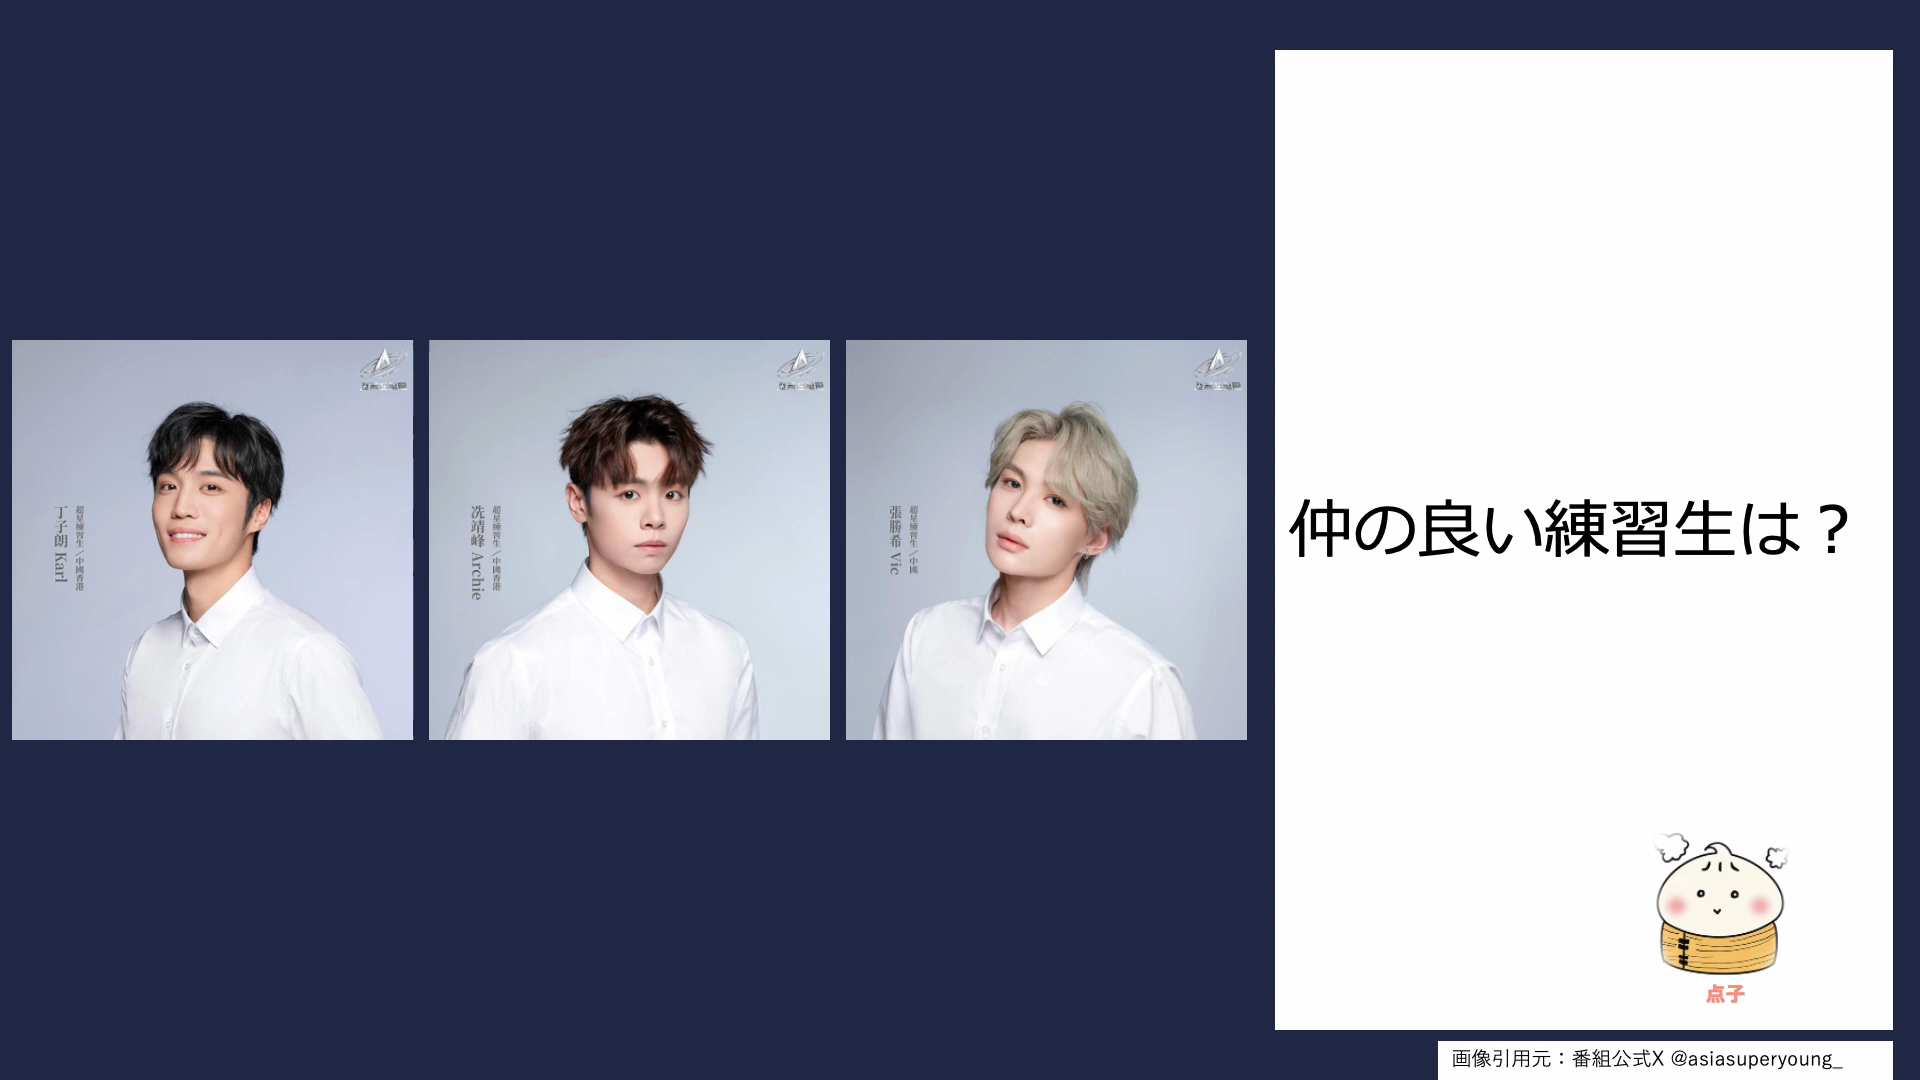 超星練習生／中國香港
丁子朗 Karl
超星練習生／中國香港
冼靖峰 Archie
超星練習生／中國
張勝希 Vic
仲の良い練習生は？
点子
画像引用元：番組公式X @asiasuperyoung_